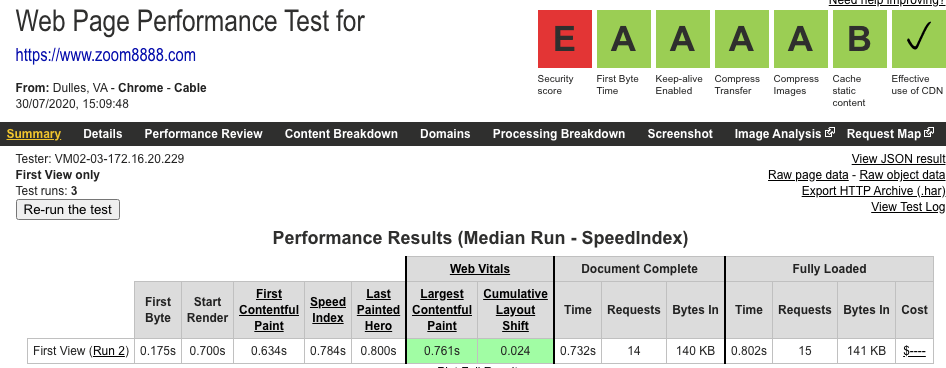 Need help improving?
Web Page Performance Test for
https://www.zoom8888.com
From: Dulles, VA - Chrome - Cable
30/07/2020, 15:09:48
E A A A A B ✓
Security score
First Byte Time
Keep-alive Enabled
Compress Transfer
Compress Images
Cache static content
Effective use of CDN
Summary Details Performance Review Content Breakdown Domains Processing Breakdown Screenshot Image Analysis Request Map
Tester: VM02-03-172.16.20.229
First View only
Test runs: 3
Re-run the test
View JSON result
Raw page data - Raw object data
Export HTTP Archive (.har)
View Test Log
Performance Results (Median Run - SpeedIndex)
Web Vitals Document Complete Fully Loaded
First Byte Start Render First Contentful Paint Speed Index Last Painted Hero Largest Contentful Paint Cumulative Layout Shift Time Requests Bytes In Time Requests Bytes In Cost
First View (Run 2) 0.175s 0.700s 0.634s 0.784s 0.800s 0.761s 0.024 0.732s 14 140 KB 0.802s 15 141 KB $----